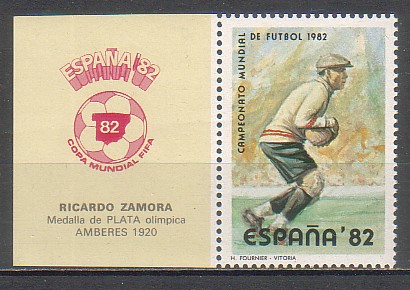 ESPAÑA'82
82
COPA MUNDIAL FIFA
RICARDO ZAMORA
Medalla de PLATA olímpica
AMBERES 1920
CAMPEONATO MUNDIAL
DE FUTBOL 1982
ESPAÑA'82
H. FOURNIER - VITORIA